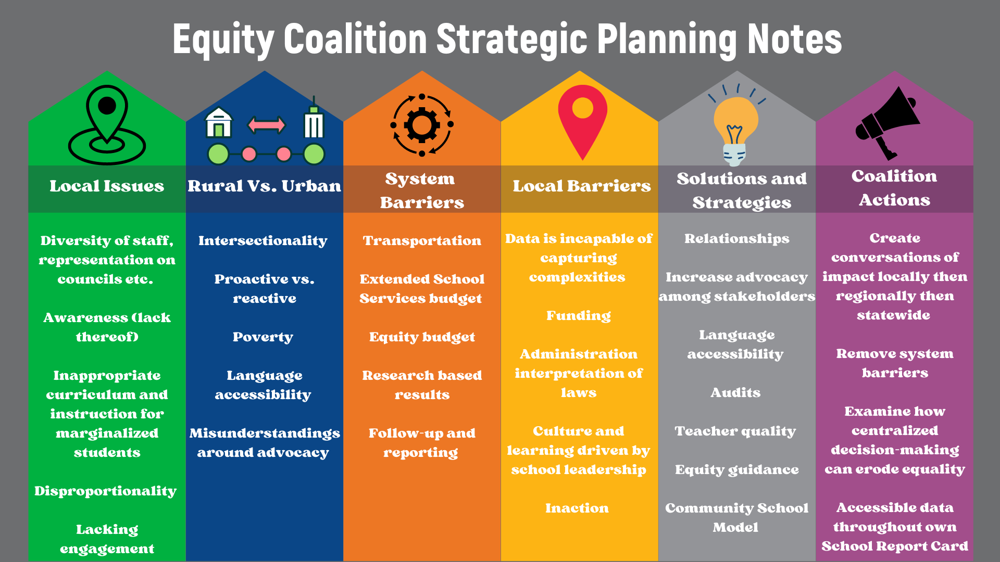 Equity Coalition Strategic Planning Notes
Local Issues
Diversity of staff,
representation on
councils etc.
Awareness (lack
thereof)
Inappropriate
curriculum and
instruction for
marginalized
students
Disproportionality
Lacking
engagement
Rural Vs. Urban
Intersectionality
Proactive vs.
reactive
Poverty
Language
accessibility
Misunderstandings
around advocacy
System
Barriers
Transportation
Extended School
Services budget
Equity budget
Research based
results
Follow-up and
reporting
Local Barriers
Data is incapable of
capturing
complexities
Funding
Administration
interpretation of
laws
Culture and
learning driven by
school leadership
Inaction
Solutions and
Strategies
Relationships
Increase advocacy
among stakeholders
Language
accessibility
Audits
Teacher quality
Equity guidance
Community School
Model
Coalition
Actions
Create
conversations of
impact locally then
regionally then
statewide
Remove system
barriers
Examine how
centralized
decision-making
can erode equality
Accessible data
throughout own
School Report Card